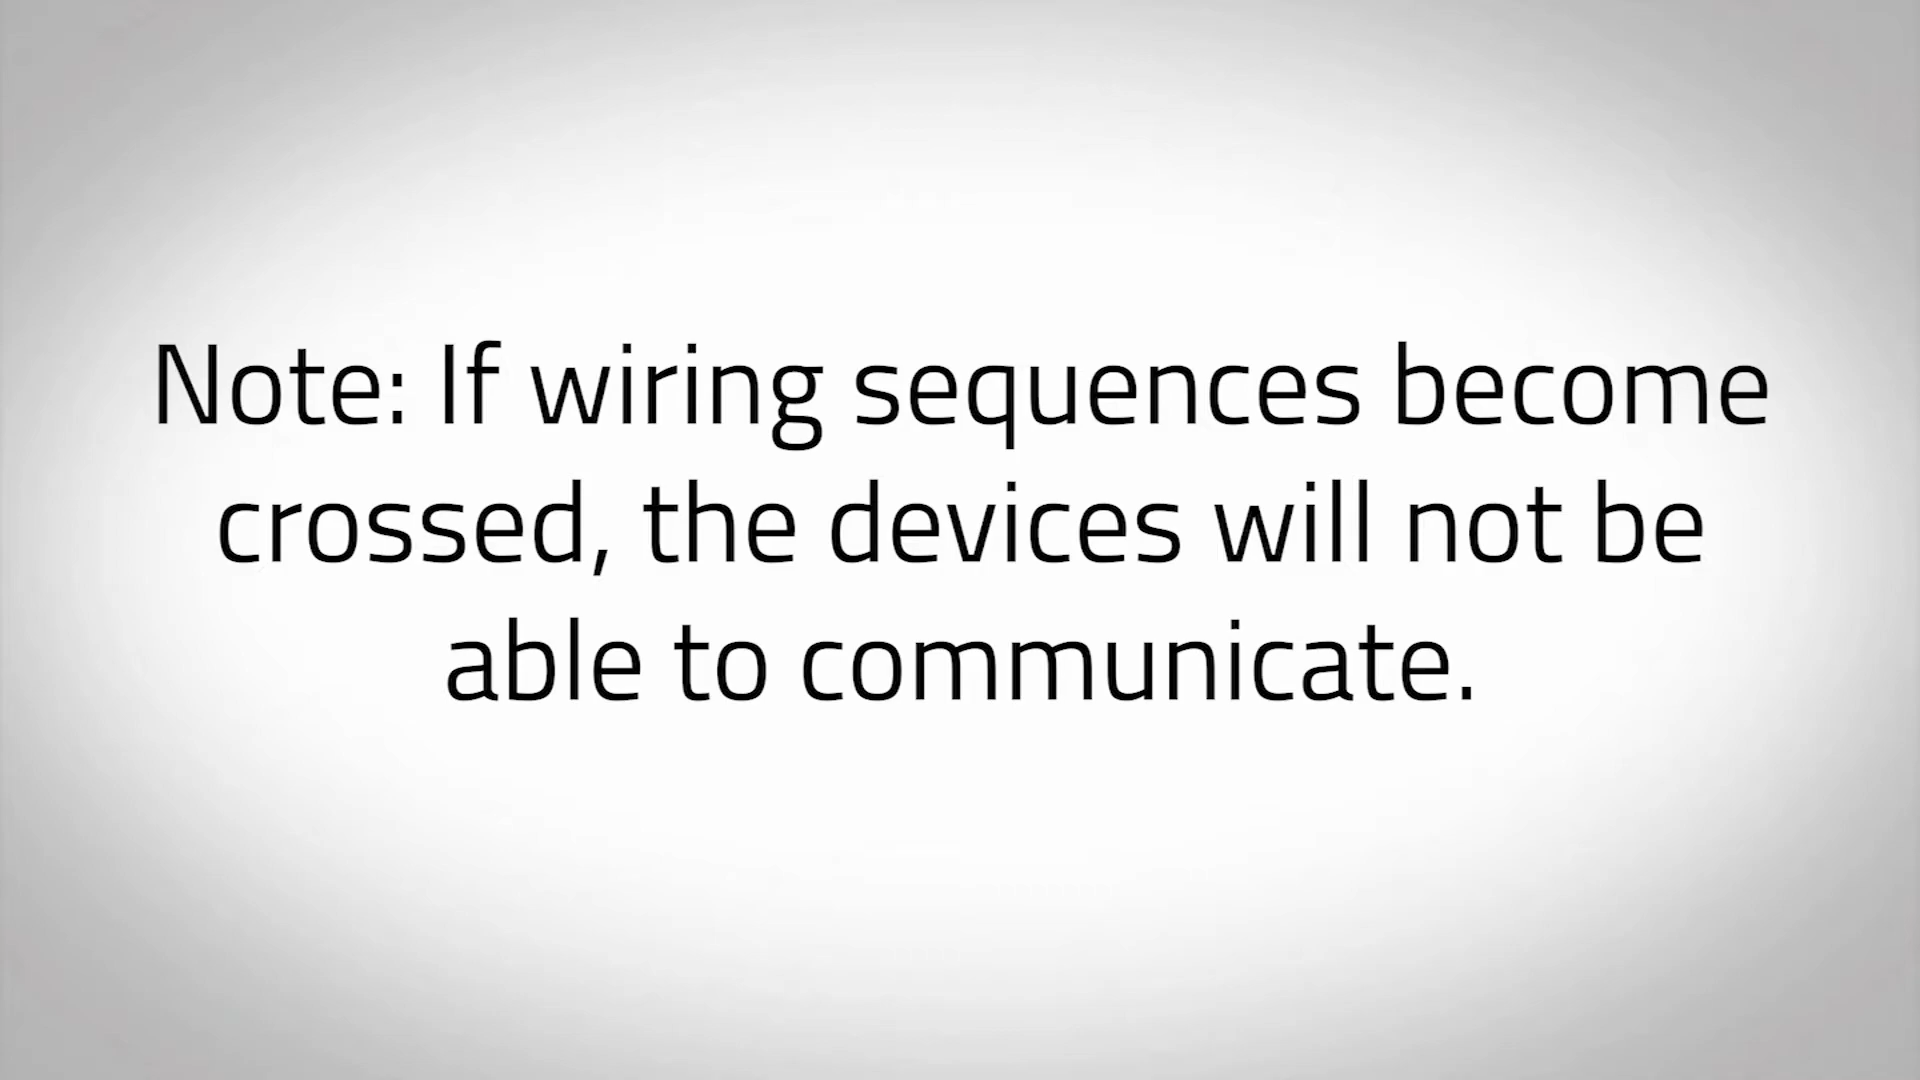 Note: If wiring sequences become
crossed, the devices will not be
able to communicate.